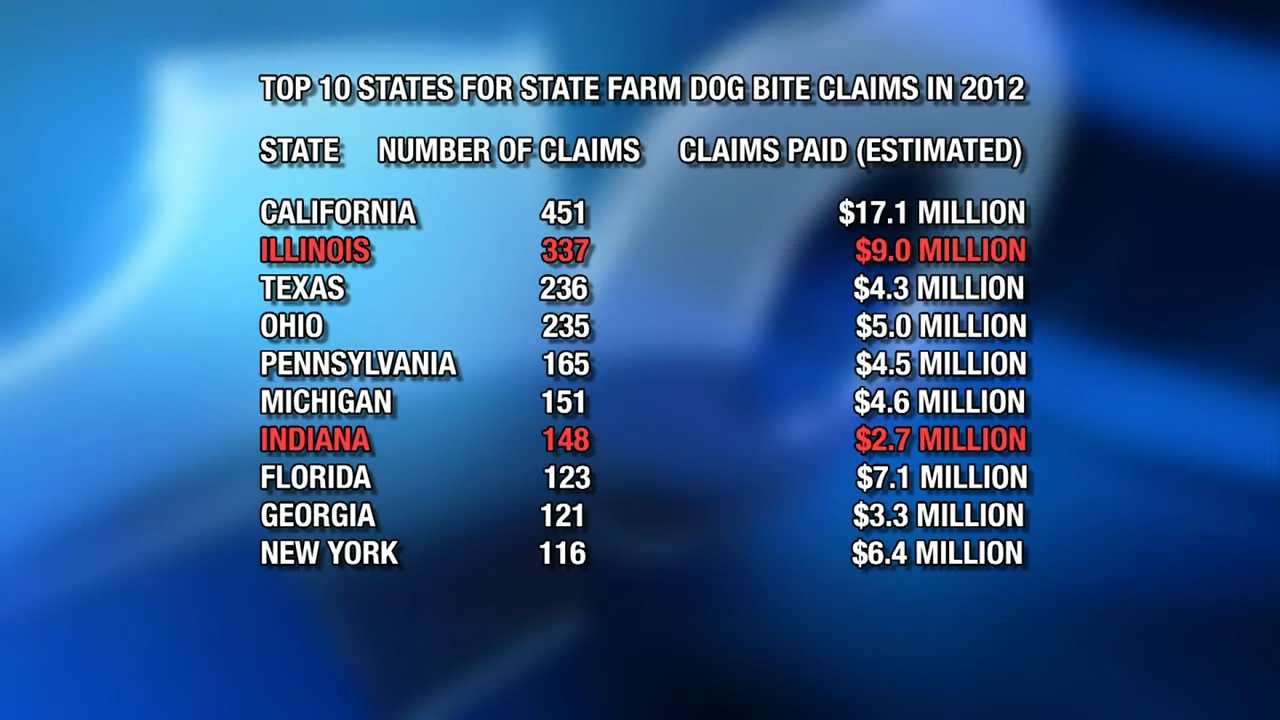 TOP 10 STATES FOR STATE FARM DOG BITE CLAIMS IN 2012
STATE NUMBER OF CLAIMS CLAIMS PAID (ESTIMATED)
CALIFORNIA 451 $17.1 MILLION
ILLINOIS 337 $9.0 MILLION
TEXAS 236 $4.3 MILLION
OHIO 235 $5.0 MILLION
PENNSYLVANIA 165 $4.5 MILLION
MICHIGAN 151 $4.6 MILLION
INDIANA 148 $2.7 MILLION
FLORIDA 123 $7.1 MILLION
GEORGIA 121 $3.3 MILLION
NEW YORK 116 $6.4 MILLION